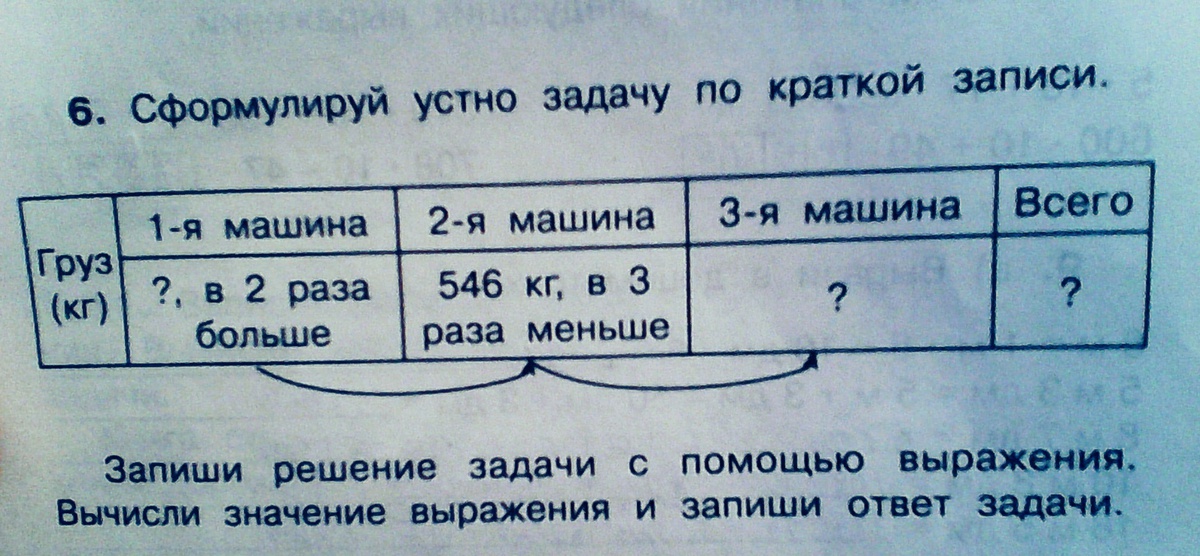 6. Сформулируй устно задачу по краткой записи.
Груз (кг)
1-я машина
2-я машина
3-я машина
Всего
?, в 2 раза больше
546 кг, в 3 раза меньше
?
?
Запиши решение задачи с помощью выражения.
Вычисли значение выражения и запиши ответ задачи.